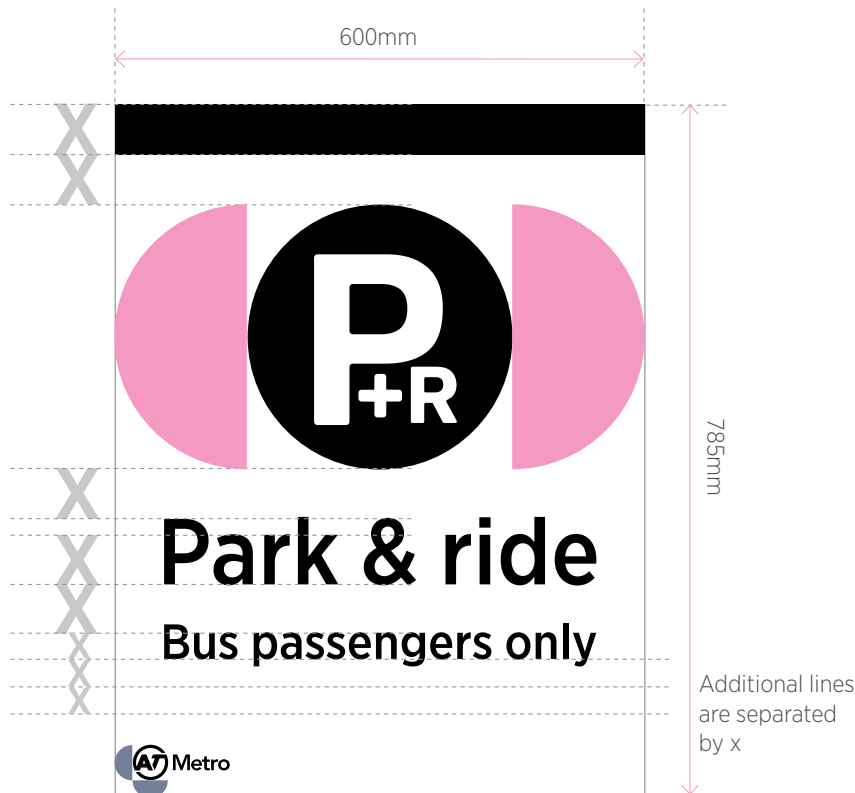 600mm
X
X
P
+R
785mm
X
Park & ride
X
X
Bus passengers only
x
x
x
Additional lines
are separated
by x
AT Metro